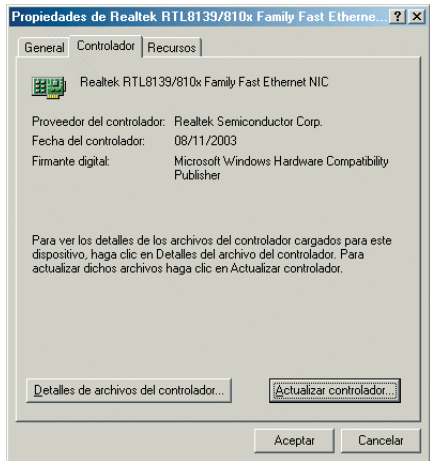 Propiedades de Realtek RTL8139/810x Family Fast Etherne... ? ×
General Controlador Recursos
Realtek RTL8139/810x Family Fast Ethernet NIC
Proveedor del controlador: Realtek Semiconductor Corp.
Fecha del controlador: 08/11/2003
Firmante digital: Microsoft Windows Hardware Compatibility
Publisher
Para ver los detalles de los archivos del controlador cargados para este
dispositivo, haga clic en Detalles del archivo del controlador. Para
actualizar dichos archivos haga clic en Actualizar controlador.
Detalles de archivos del controlador... Actualizar controlador...
Aceptar Cancelar